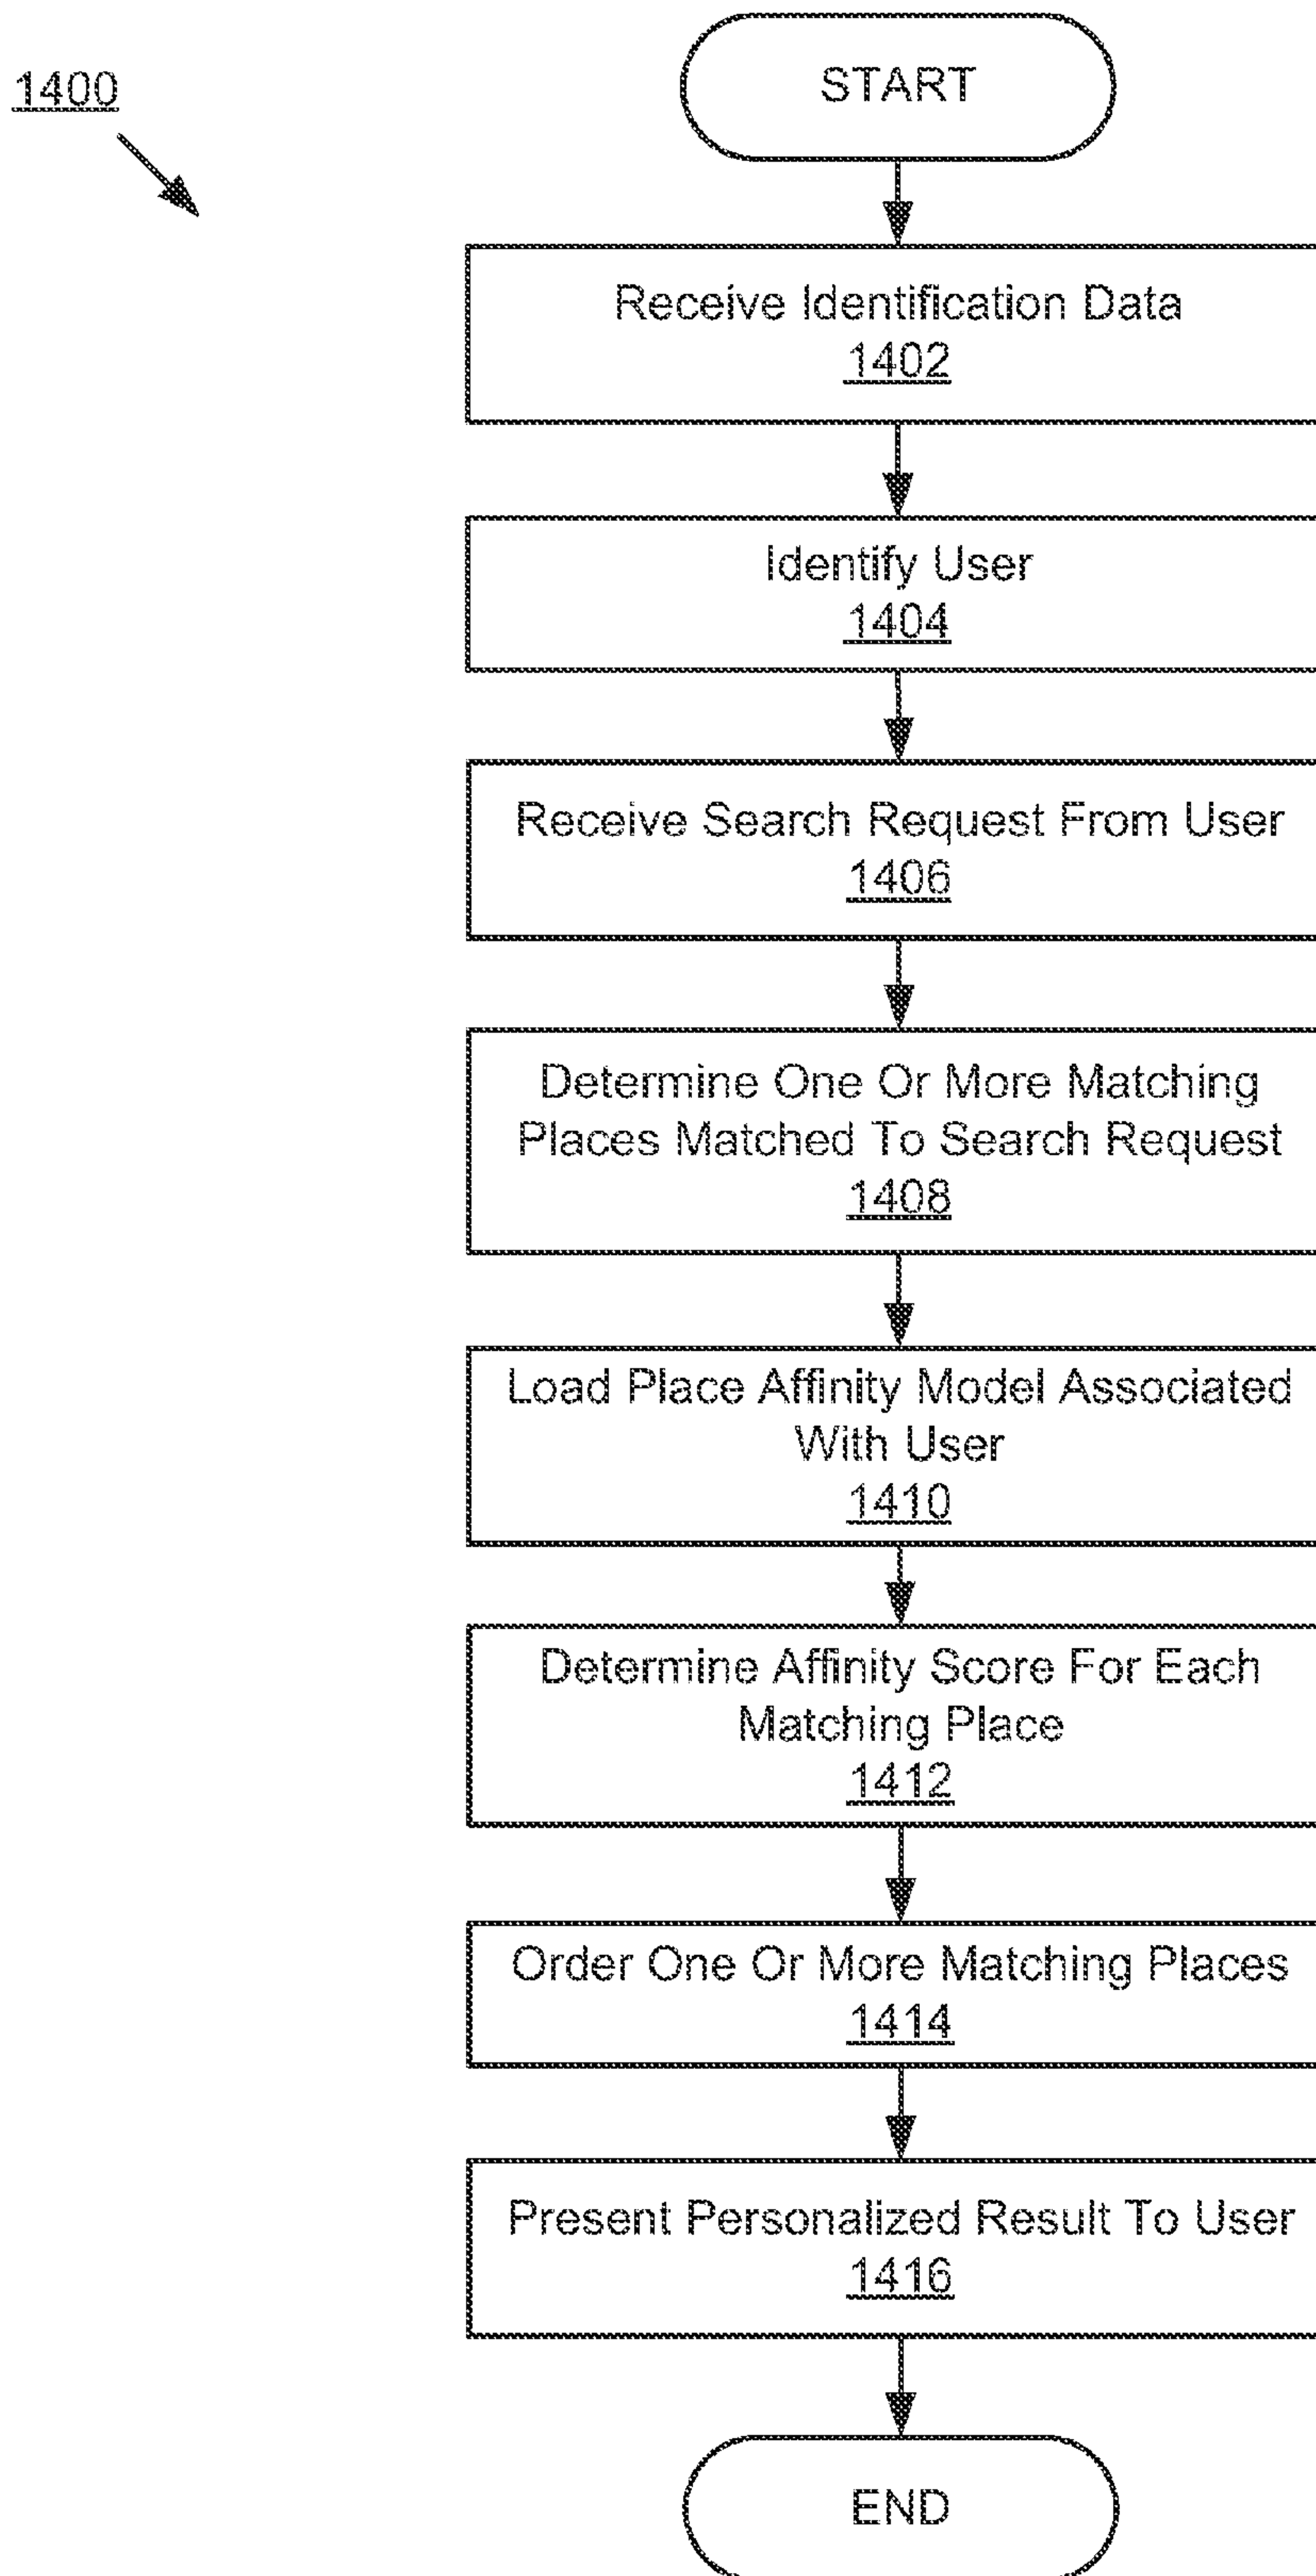 1400
START
Receive Identification Data
1402
Identify User
1404
Receive Search Request From User
1406
Determine One Or More Matching
Places Matched To Search Request
1408
Load Place Affinity Model Associated
With User
1410
Determine Affinity Score For Each
Matching Place
1412
Order One Or More Matching Places
1414
Present Personalized Result To User
1416
END